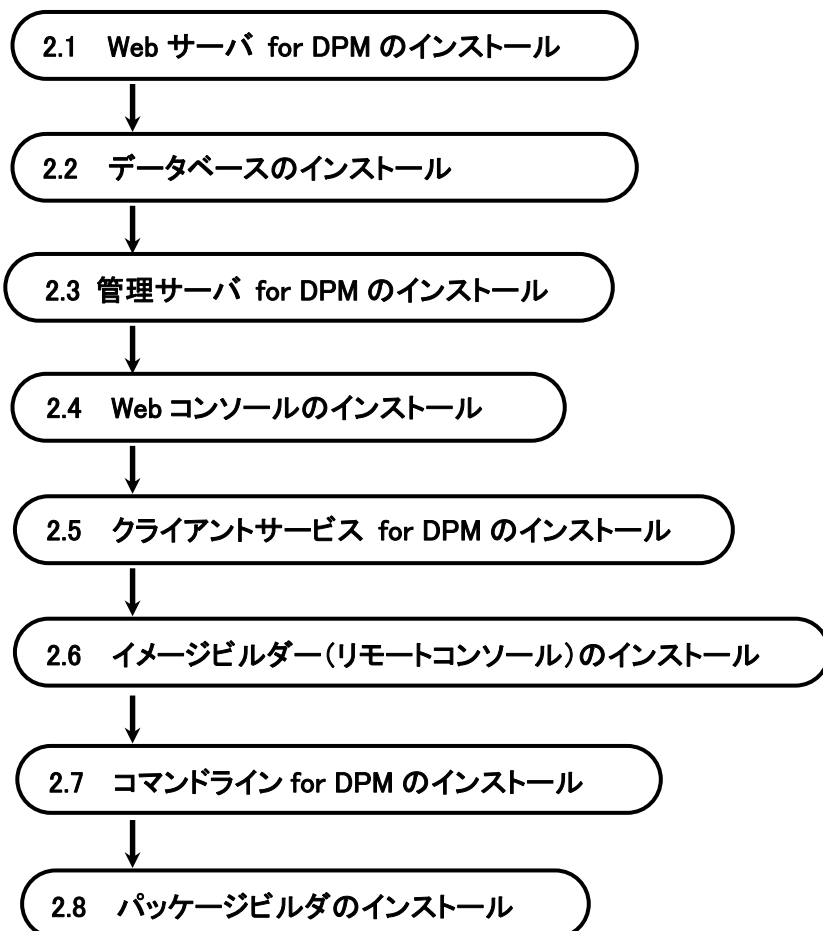 2.1 Web サーバ for DPM のインストール
2.2 データベースのインストール
2.3 管理サーバ for DPM のインストール
2.4 Web コンソールのインストール
2.5 クライアントサービス for DPM のインストール
2.6 イメージビルダー(リモートコンソール)のインストール
2.7 コマンドライン for DPM のインストール
2.8 パッケージビルダのインストール